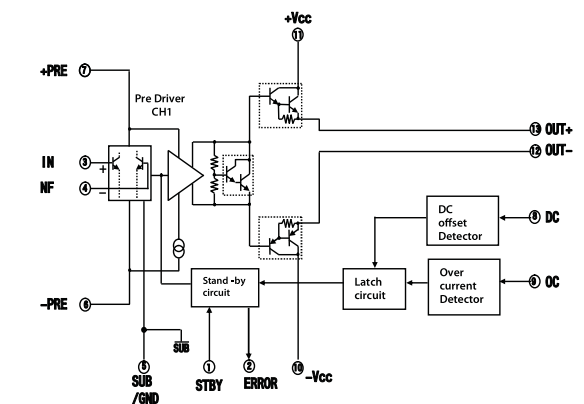 +Vcc
11
+PRE
7
Pre Driver
CH1
13 OUT+
12 OUT-
IN
3
+
NF
4
-
DC
offset
Detector
8 DC
Stand-by
circuit
Latch
circuit
Over
current
Detector
9 OC
-PRE
6
SUB
5
SUB
/GND
1
STBY
2
ERROR
10
-Vcc